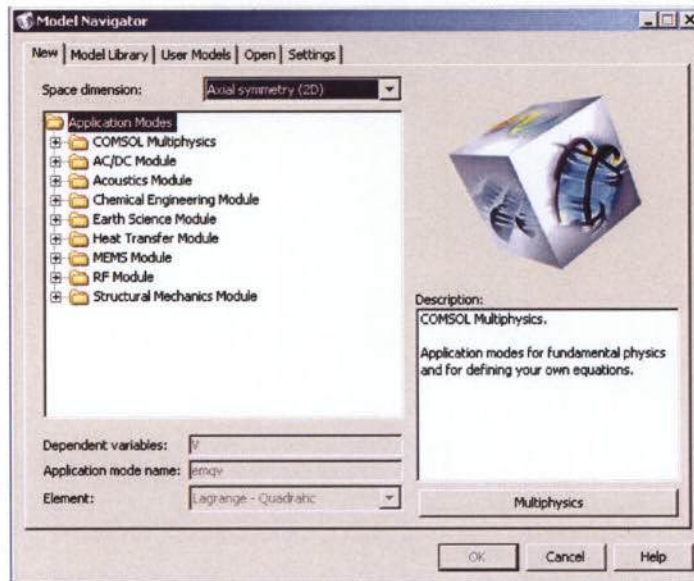 Model Navigator
New Model Library User Models Open Settings
Space dimension: Axial symmetry (2D)
Application Modes
COMSOL Multiphysics
AC/DC Module
Acoustics Module
Chemical Engineering Module
Earth Science Module
Heat Transfer Module
MEMS Module
RF Module
Structural Mechanics Module
Description:
COMSOL Multiphysics.
Application modes for fundamental physics
and for defining your own equations.
Dependent variables: V
Application mode name: emqv
Element: Lagrange - Quadratic
Multiphysics
OK Cancel Help